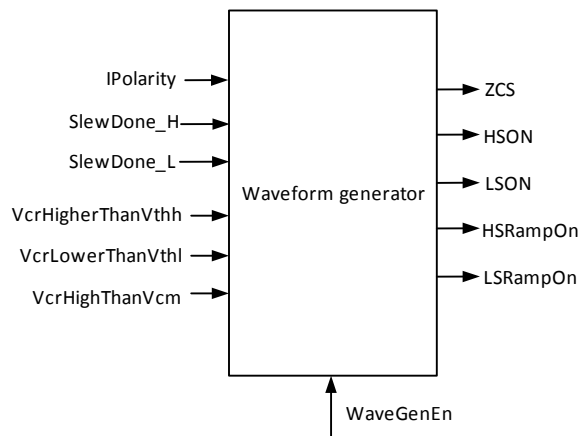 IPolarity
SlewDone_H
SlewDone_L
VcrHigherThanVthh
VcrLowerThanVthl
VcrHighThanVcm
Waveform generator
ZCS
HSON
LSON
HSRampOn
LSRampOn
WaveGenEn